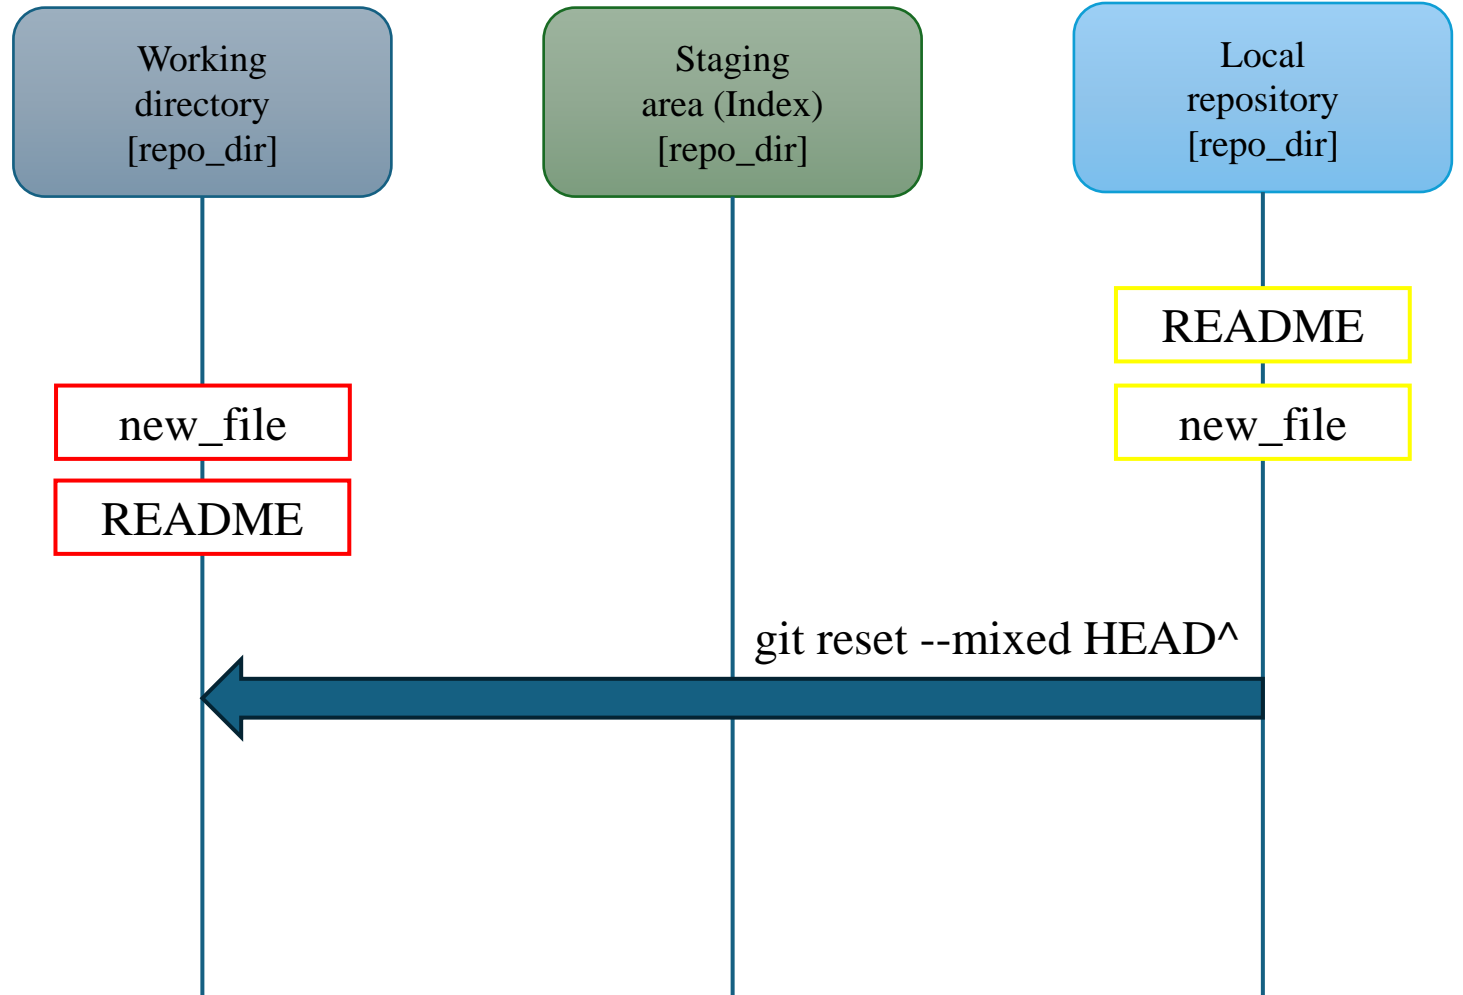 Working
directory
[repo_dir]
Staging
area (Index)
[repo_dir]
Local
repository
[repo_dir]
README
new_file
new_file
README
git reset --mixed HEAD^